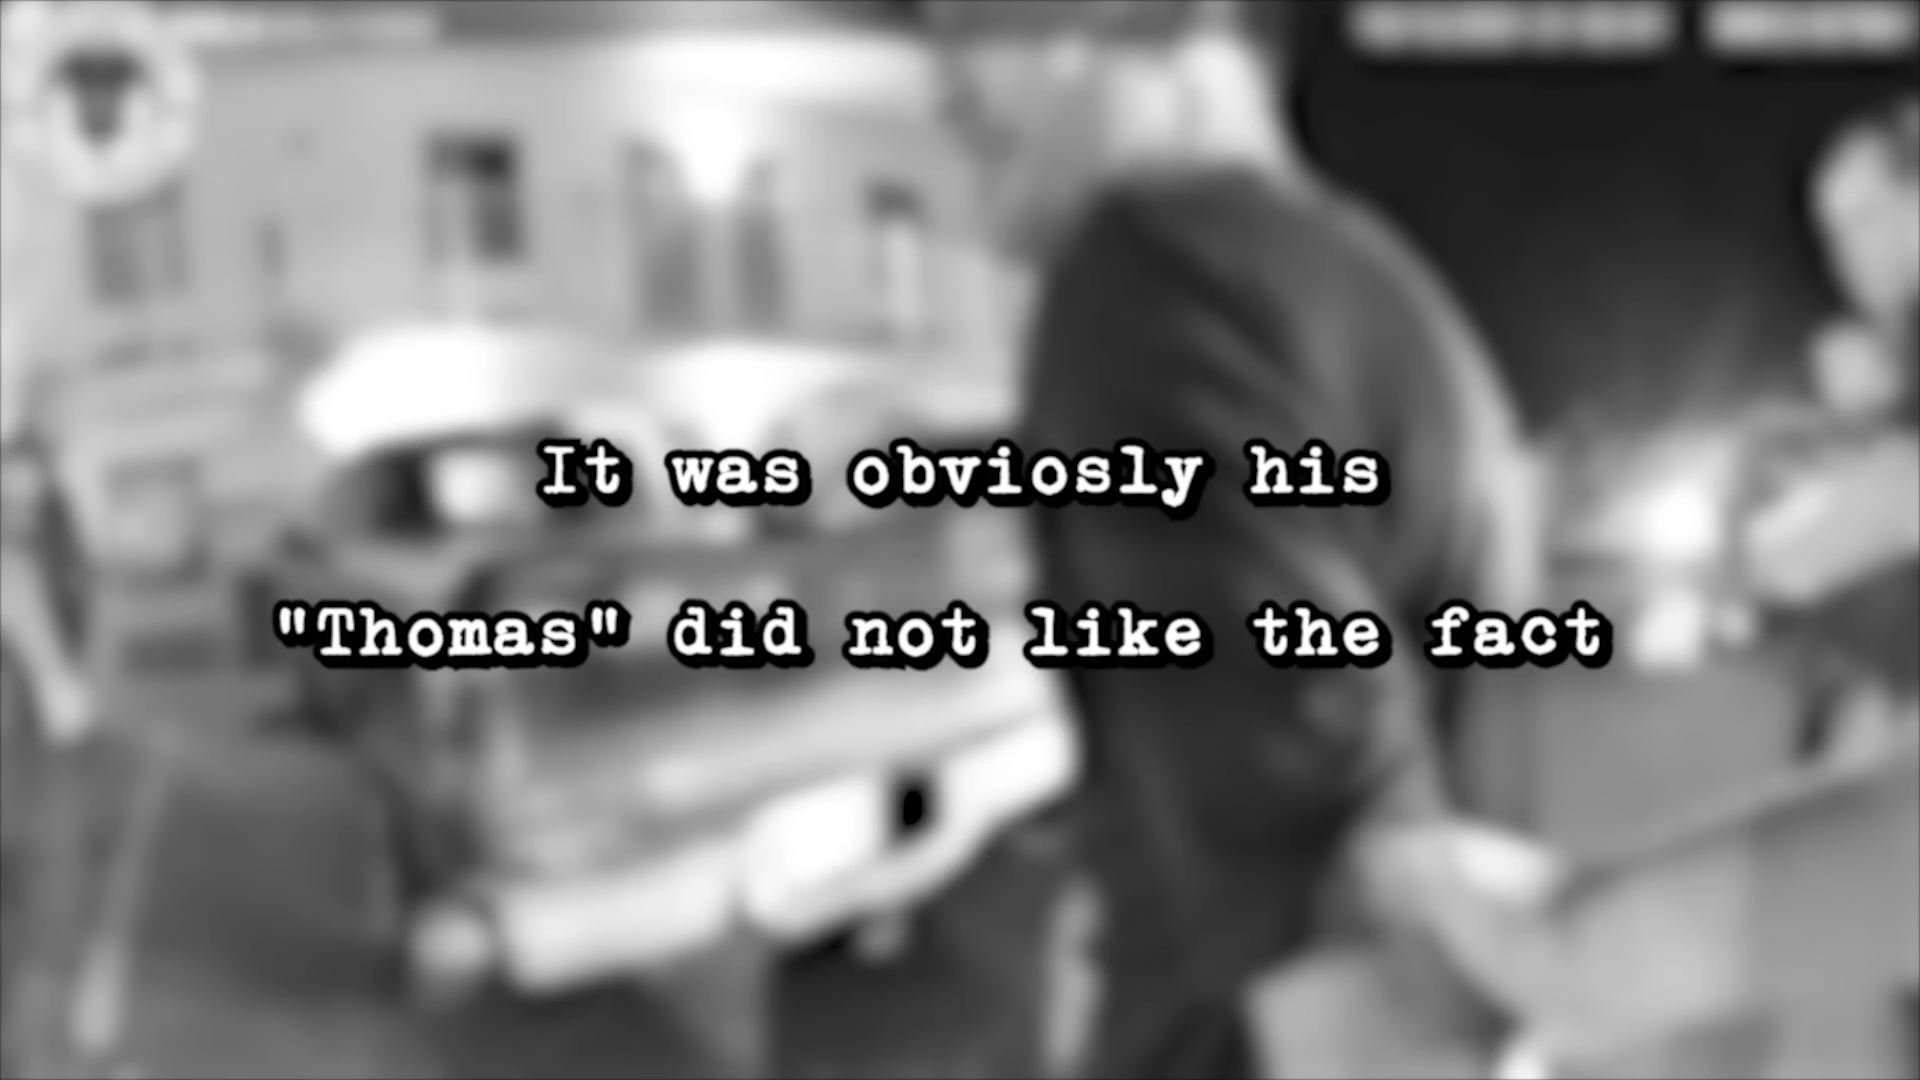 It was obviosly his
"Thomas" did not like the fact